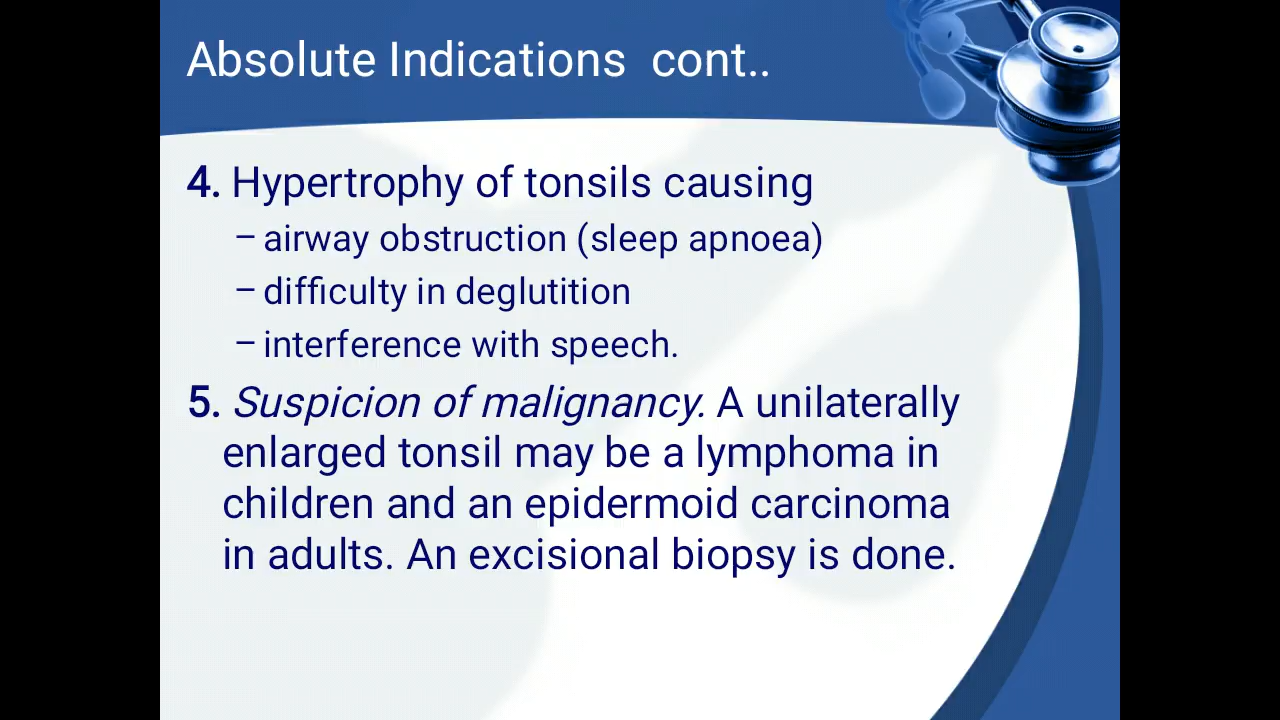 Absolute Indications  cont..
4. Hypertrophy of tonsils causing
– airway obstruction (sleep apnoea)
– difficulty in deglutition
– interference with speech.
5. Suspicion of malignancy. A unilaterally
enlarged tonsil may be a lymphoma in
children and an epidermoid carcinoma
in adults. An excisional biopsy is done.